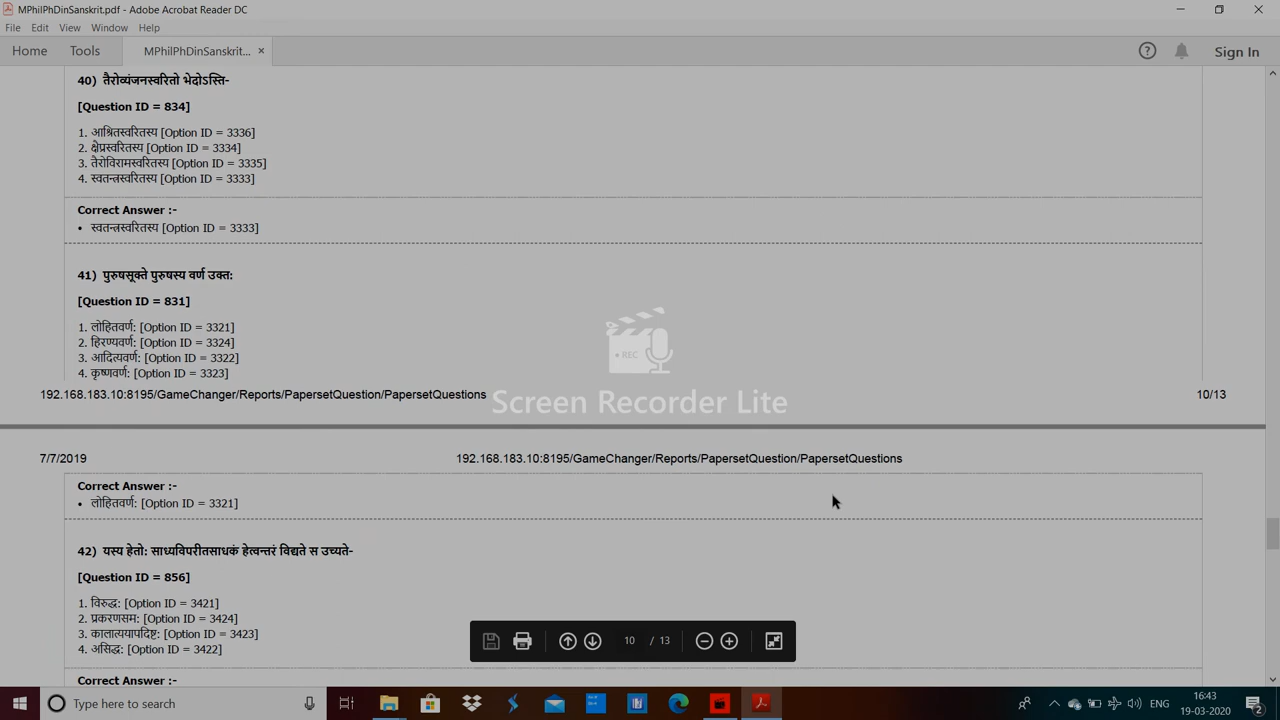 MPhilPhDinSanskrit.pdf - Adobe Acrobat Reader DC
File Edit View Window Help
Home Tools MPhilPhDinSanskrit... × Sign In
40) तैरोव्यंजनस्वरितो भेदोऽस्ति-
[Question ID = 834]
1. आश्रितस्वरितस्य [Option ID = 3336]
2. क्षैप्रस्वरितस्य [Option ID = 3334]
3. तैरोविरामस्वरितस्य [Option ID = 3335]
4. स्वतन्त्रस्वरितस्य [Option ID = 3333]
Correct Answer :-
• स्वतन्त्रस्वरितस्य [Option ID = 3333]
41) पुरुषसूक्ते पुरुषस्य वर्ण उक्त:
[Question ID = 831]
1. लोहितवर्ण: [Option ID = 3321]
2. हिरण्यवर्ण: [Option ID = 3324]
3. आदित्यवर्ण: [Option ID = 3322]
4. कृष्णवर्ण: [Option ID = 3323]
REC
Screen Recorder Lite
192.168.183.10:8195/GameChanger/Reports/PapersetQuestion/PapersetQuestions 10/13
7/7/2019 192.168.183.10:8195/GameChanger/Reports/PapersetQuestion/PapersetQuestions
Correct Answer :-
• लोहितवर्ण: [Option ID = 3321]
42) यस्य हेतो: साध्यविपरीतसाधकं हेत्वन्तरं विद्यते स उच्यते-
[Question ID = 856]
1. विरुद्ध: [Option ID = 3421]
2. प्रकरणसम: [Option ID = 3424]
3. कालात्ययापदिष्ट: [Option ID = 3423]
4. असिद्ध: [Option ID = 3422]
10 / 13
Correct Answer :-
Type here to search
ENG
16:43
19-03-2020
2